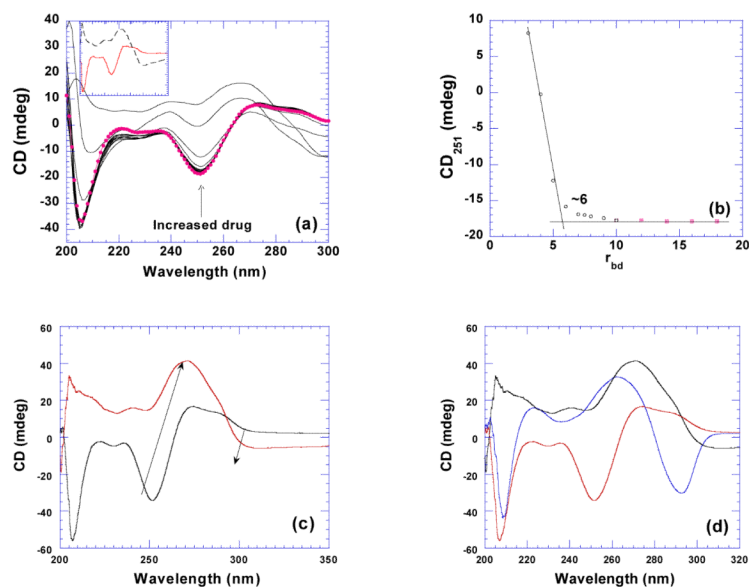 40
30
20
10
0
-10
-20
-30
-40
CD (mdeg)
200 220 240 260 280 300
Wavelength (nm)
Increased drug
(a)
10
5
0
-5
-10
-15
-20
CD251 (mdeg)
0 5 10 15 20
rbd
~6
(b)
60
40
20
0
-20
-40
-60
CD (mdeg)
200 250 300 350
Wavelength (nm)
(c)
60
40
20
0
-20
-40
-60
CD (mdeg)
200 220 240 260 280 300 320
Wavelength (nm)
(d)